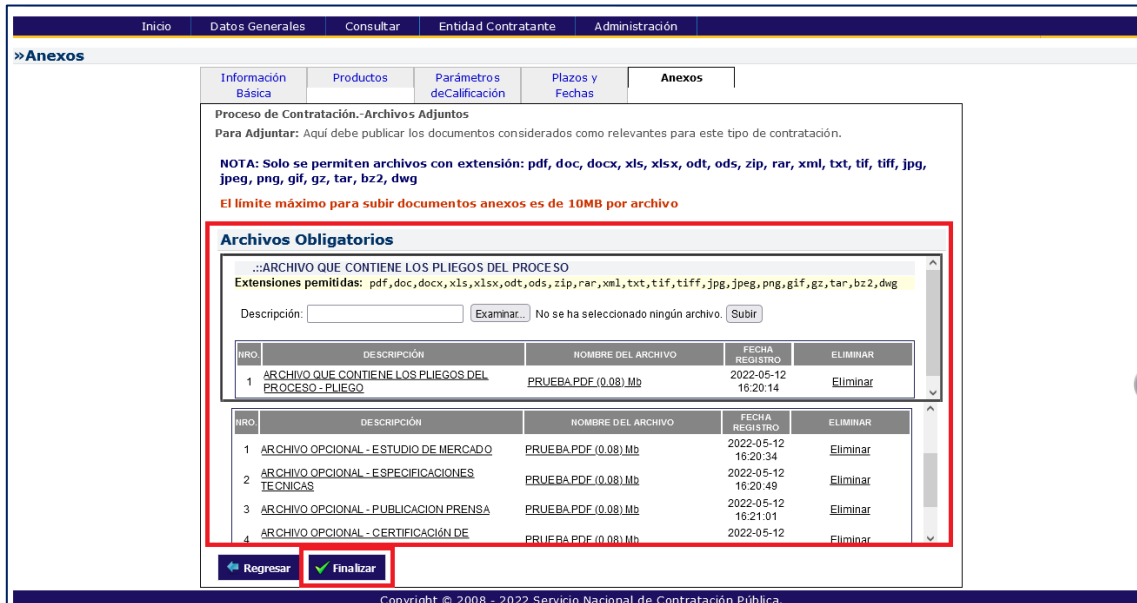 Inicio Datos Generales Consultar Entidad Contratante Administración
»Anexos
Información Básica Productos Parámetros deCalificación Plazos y Fechas Anexos
Proceso de Contratación.-Archivos Adjuntos
Para Adjuntar: Aquí debe publicar los documentos considerados como relevantes para este tipo de contratación.
NOTA: Solo se permiten archivos con extensión: pdf, doc, docx, xls, xlsx, odt, ods, zip, rar, xml, txt, tif, tiff, jpg,
jpeg, png, gif, gz, tar, bz2, dwg
El límite máximo para subir documentos anexos es de 10MB por archivo
Archivos Obligatorios
.::ARCHIVO QUE CONTIENE LOS PLIEGOS DEL PROCESO
Extensiones pemitidas: pdf,doc,docx,xls,xlsx,odt,ods,zip,rar,xml,txt,tif,tiff,jpg,jpeg,png,gif,gz,tar,bz2,dwg
Descripción: Examinar... No se ha seleccionado ningún archivo. Subir
NRO. DESCRIPCIÓN NOMBRE DEL ARCHIVO FECHA REGISTRO ELIMINAR
1 ARCHIVO QUE CONTIENE LOS PLIEGOS DEL PROCESO - PLIEGO PRUEBA.PDF (0.08) Mb 2022-05-12 16:20:14 Eliminar
NRO. DESCRIPCIÓN NOMBRE DEL ARCHIVO FECHA REGISTRO ELIMINAR
1 ARCHIVO OPCIONAL - ESTUDIO DE MERCADO PRUEBA.PDF (0.08) Mb 2022-05-12 16:20:34 Eliminar
2 ARCHIVO OPCIONAL - ESPECIFICACIONES TECNICAS PRUEBA.PDF (0.08) Mb 2022-05-12 16:20:49 Eliminar
3 ARCHIVO OPCIONAL - PUBLICACION PRENSA PRUEBA.PDF (0.08) Mb 2022-05-12 16:21:01 Eliminar
4 ARCHIVO OPCIONAL - CERTIFICACIóN DE PRUEBA.PDF (0.08) Mb 2022-05-12 Eliminar
Regresar Finalizar
Copyright © 2008 - 2022 Servicio Nacional de Contratación Pública.